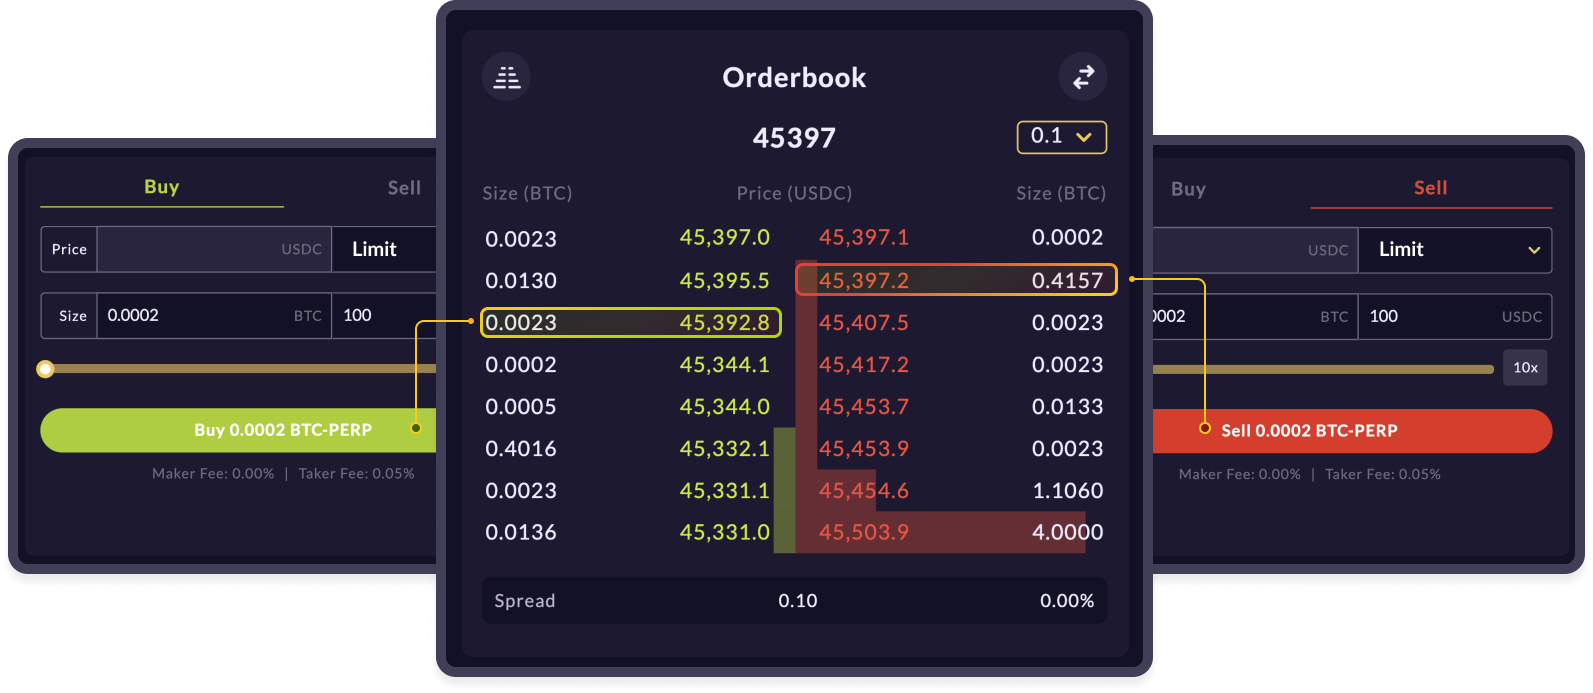 Buy Sell
Price USDC Limit
Size 0.0002 BTC 100
Buy 0.0002 BTC-PERP
Maker Fee: 0.00% | Taker Fee: 0.05%
Orderbook
45397 0.1
Size (BTC) Price (USDC) Size (BTC)
0.0023 45,397.0 45,397.1 0.0002
0.0130 45,395.5 45,397.2 0.4157
0.0023 45,392.8 45,407.5 0.0023
0.0002 45,344.1 45,417.2 0.0023
0.0005 45,344.0 45,453.7 0.0133
0.4016 45,332.1 45,453.9 0.0023
0.0023 45,331.1 45,454.6 1.1060
0.0136 45,331.0 45,503.9 4.0000
Spread 0.10 0.00%
Buy Sell
USDC Limit
002 BTC 100 USDC
10x
Sell 0.0002 BTC-PERP
Maker Fee: 0.00% | Taker Fee: 0.05%